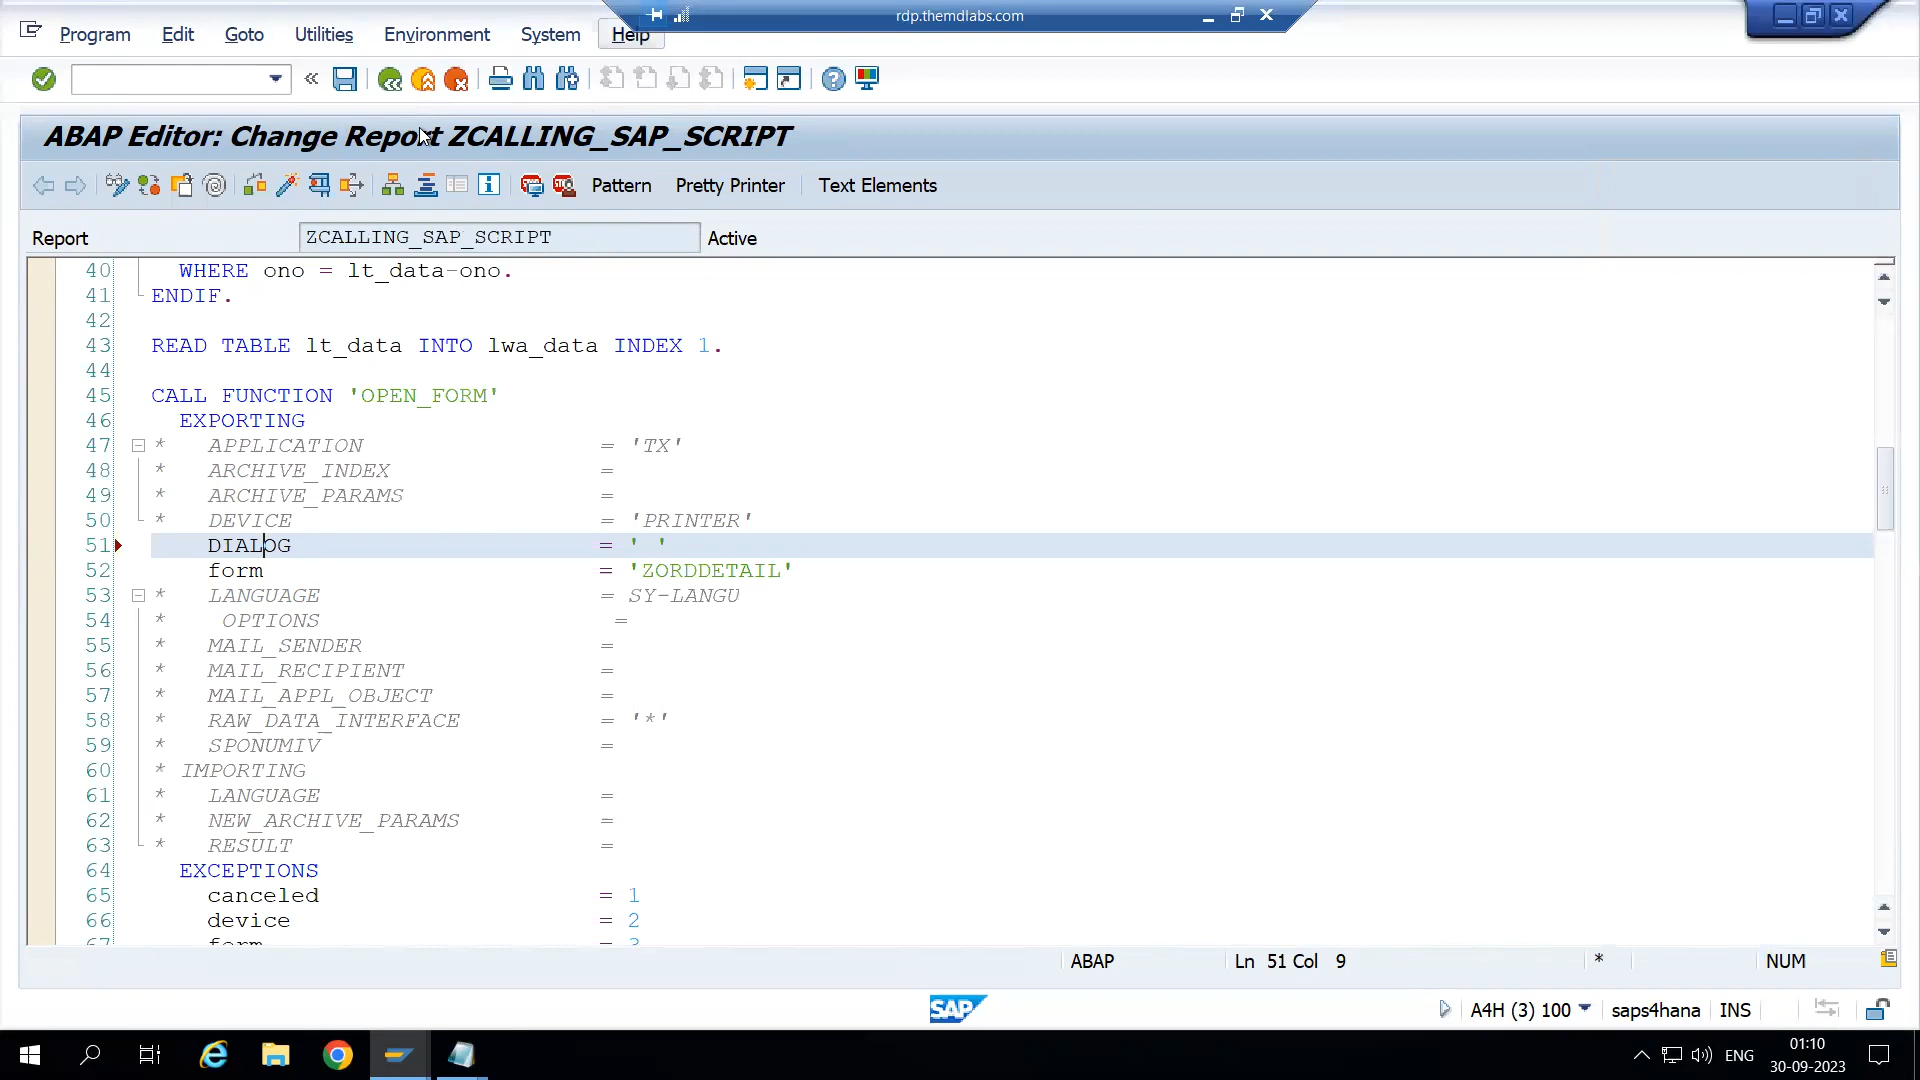 rdp.themdlabs.com
Program Edit Goto Utilities Environment System Help
ABAP Editor: Change Report ZCALLING_SAP_SCRIPT
Pattern Pretty Printer Text Elements
Report ZCALLING_SAP_SCRIPT Active
40 WHERE ono = lt_data-ono.
41 ENDIF.
42
43 READ TABLE lt_data INTO lwa_data INDEX 1.
44
45 CALL FUNCTION 'OPEN_FORM'
46 EXPORTING
47 * APPLICATION = 'TX'
48 * ARCHIVE_INDEX =
49 * ARCHIVE_PARAMS =
50 * DEVICE = 'PRINTER'
51 DIALOG = ' '
52 form = 'ZORDDETAIL'
53 * LANGUAGE = SY-LANGU
54 * OPTIONS =
55 * MAIL_SENDER =
56 * MAIL_RECIPIENT =
57 * MAIL_APPL_OBJECT =
58 * RAW_DATA_INTERFACE = '*'
59 * SPONUMIV =
60 * IMPORTING
61 * LANGUAGE =
62 * NEW_ARCHIVE_PARAMS =
63 * RESULT =
64 EXCEPTIONS
65 canceled = 1
66 device = 2
67 form = 3
ABAP Ln 51 Col 9 * NUM
SAP A4H (3) 100 saps4hana INS
ENG 01:10
30-09-2023